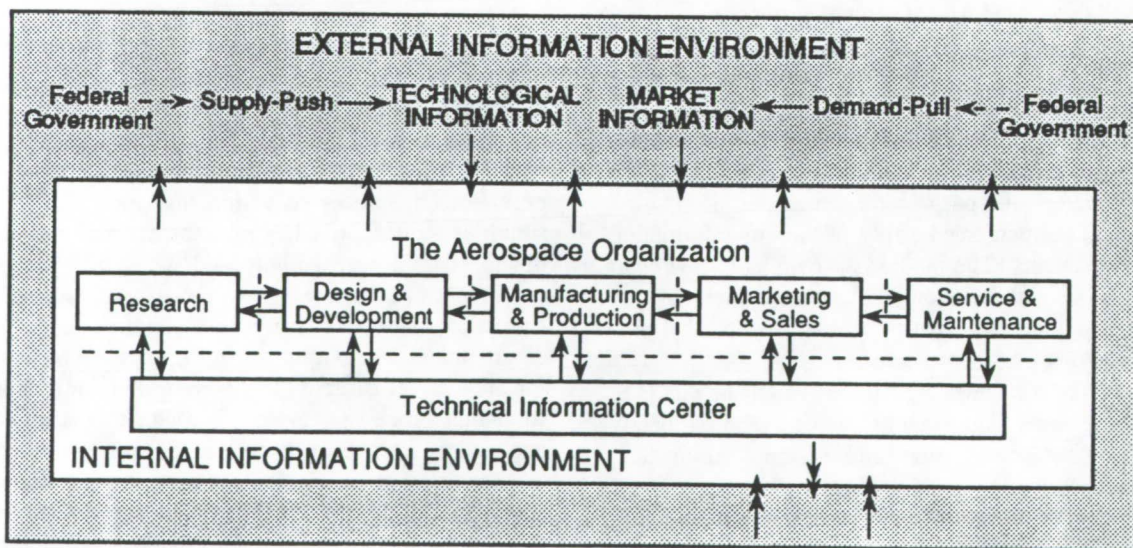 EXTERNAL INFORMATION ENVIRONMENT
Federal Government
Supply-Push
TECHNOLOGICAL INFORMATION
MARKET INFORMATION
Demand-Pull
Federal Government
The Aerospace Organization
Research
Design &
Development
Manufacturing
& Production
Marketing
& Sales
Service &
Maintenance
Technical Information Center
INTERNAL INFORMATION ENVIRONMENT